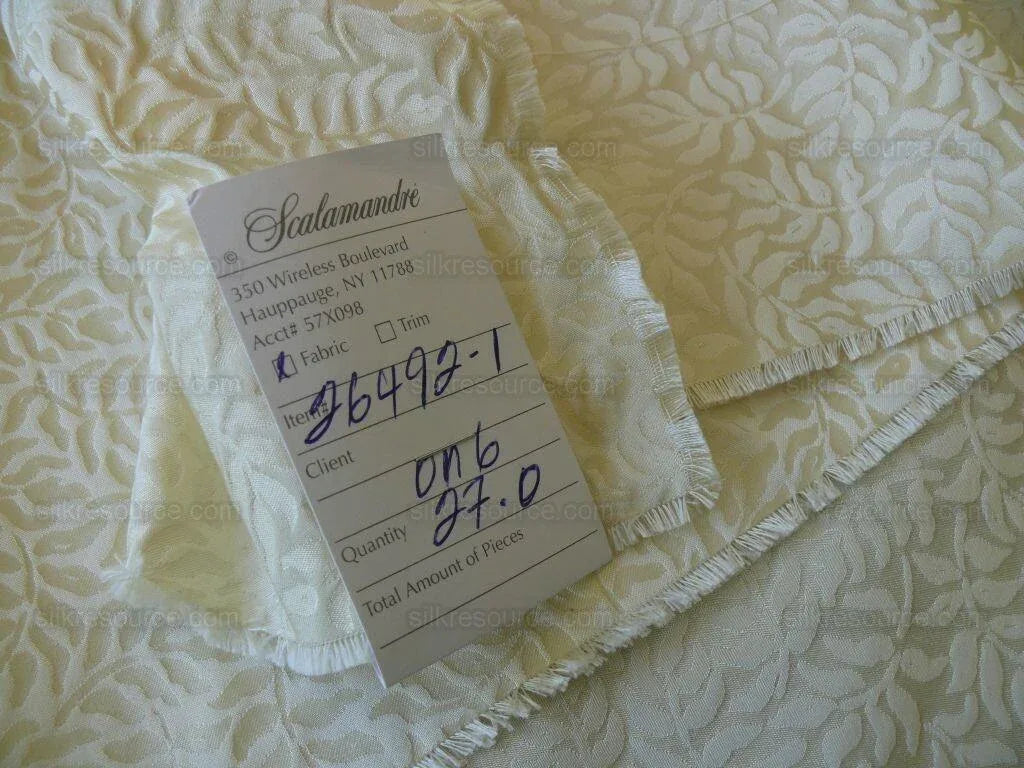 © Scalamandrè
350 Wireless Boulevard
Hauppauge, NY 11788
Acct# 57X098
Fabric Trim
Item# 26492-1
Client
on6
Quantity 27.0
Total Amount of Pieces
silkresource.com